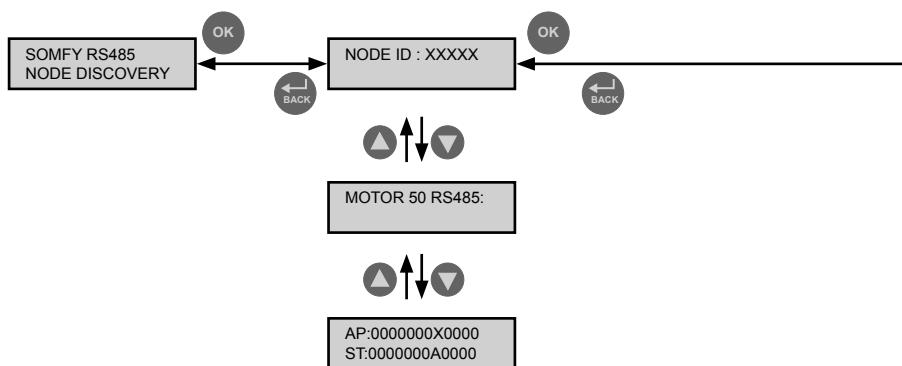 OK
OK
SOMFY RS485
NODE DISCOVERY
NODE ID : XXXXX
BACK
BACK
MOTOR 50 RS485:
AP:0000000X0000
ST:0000000A0000